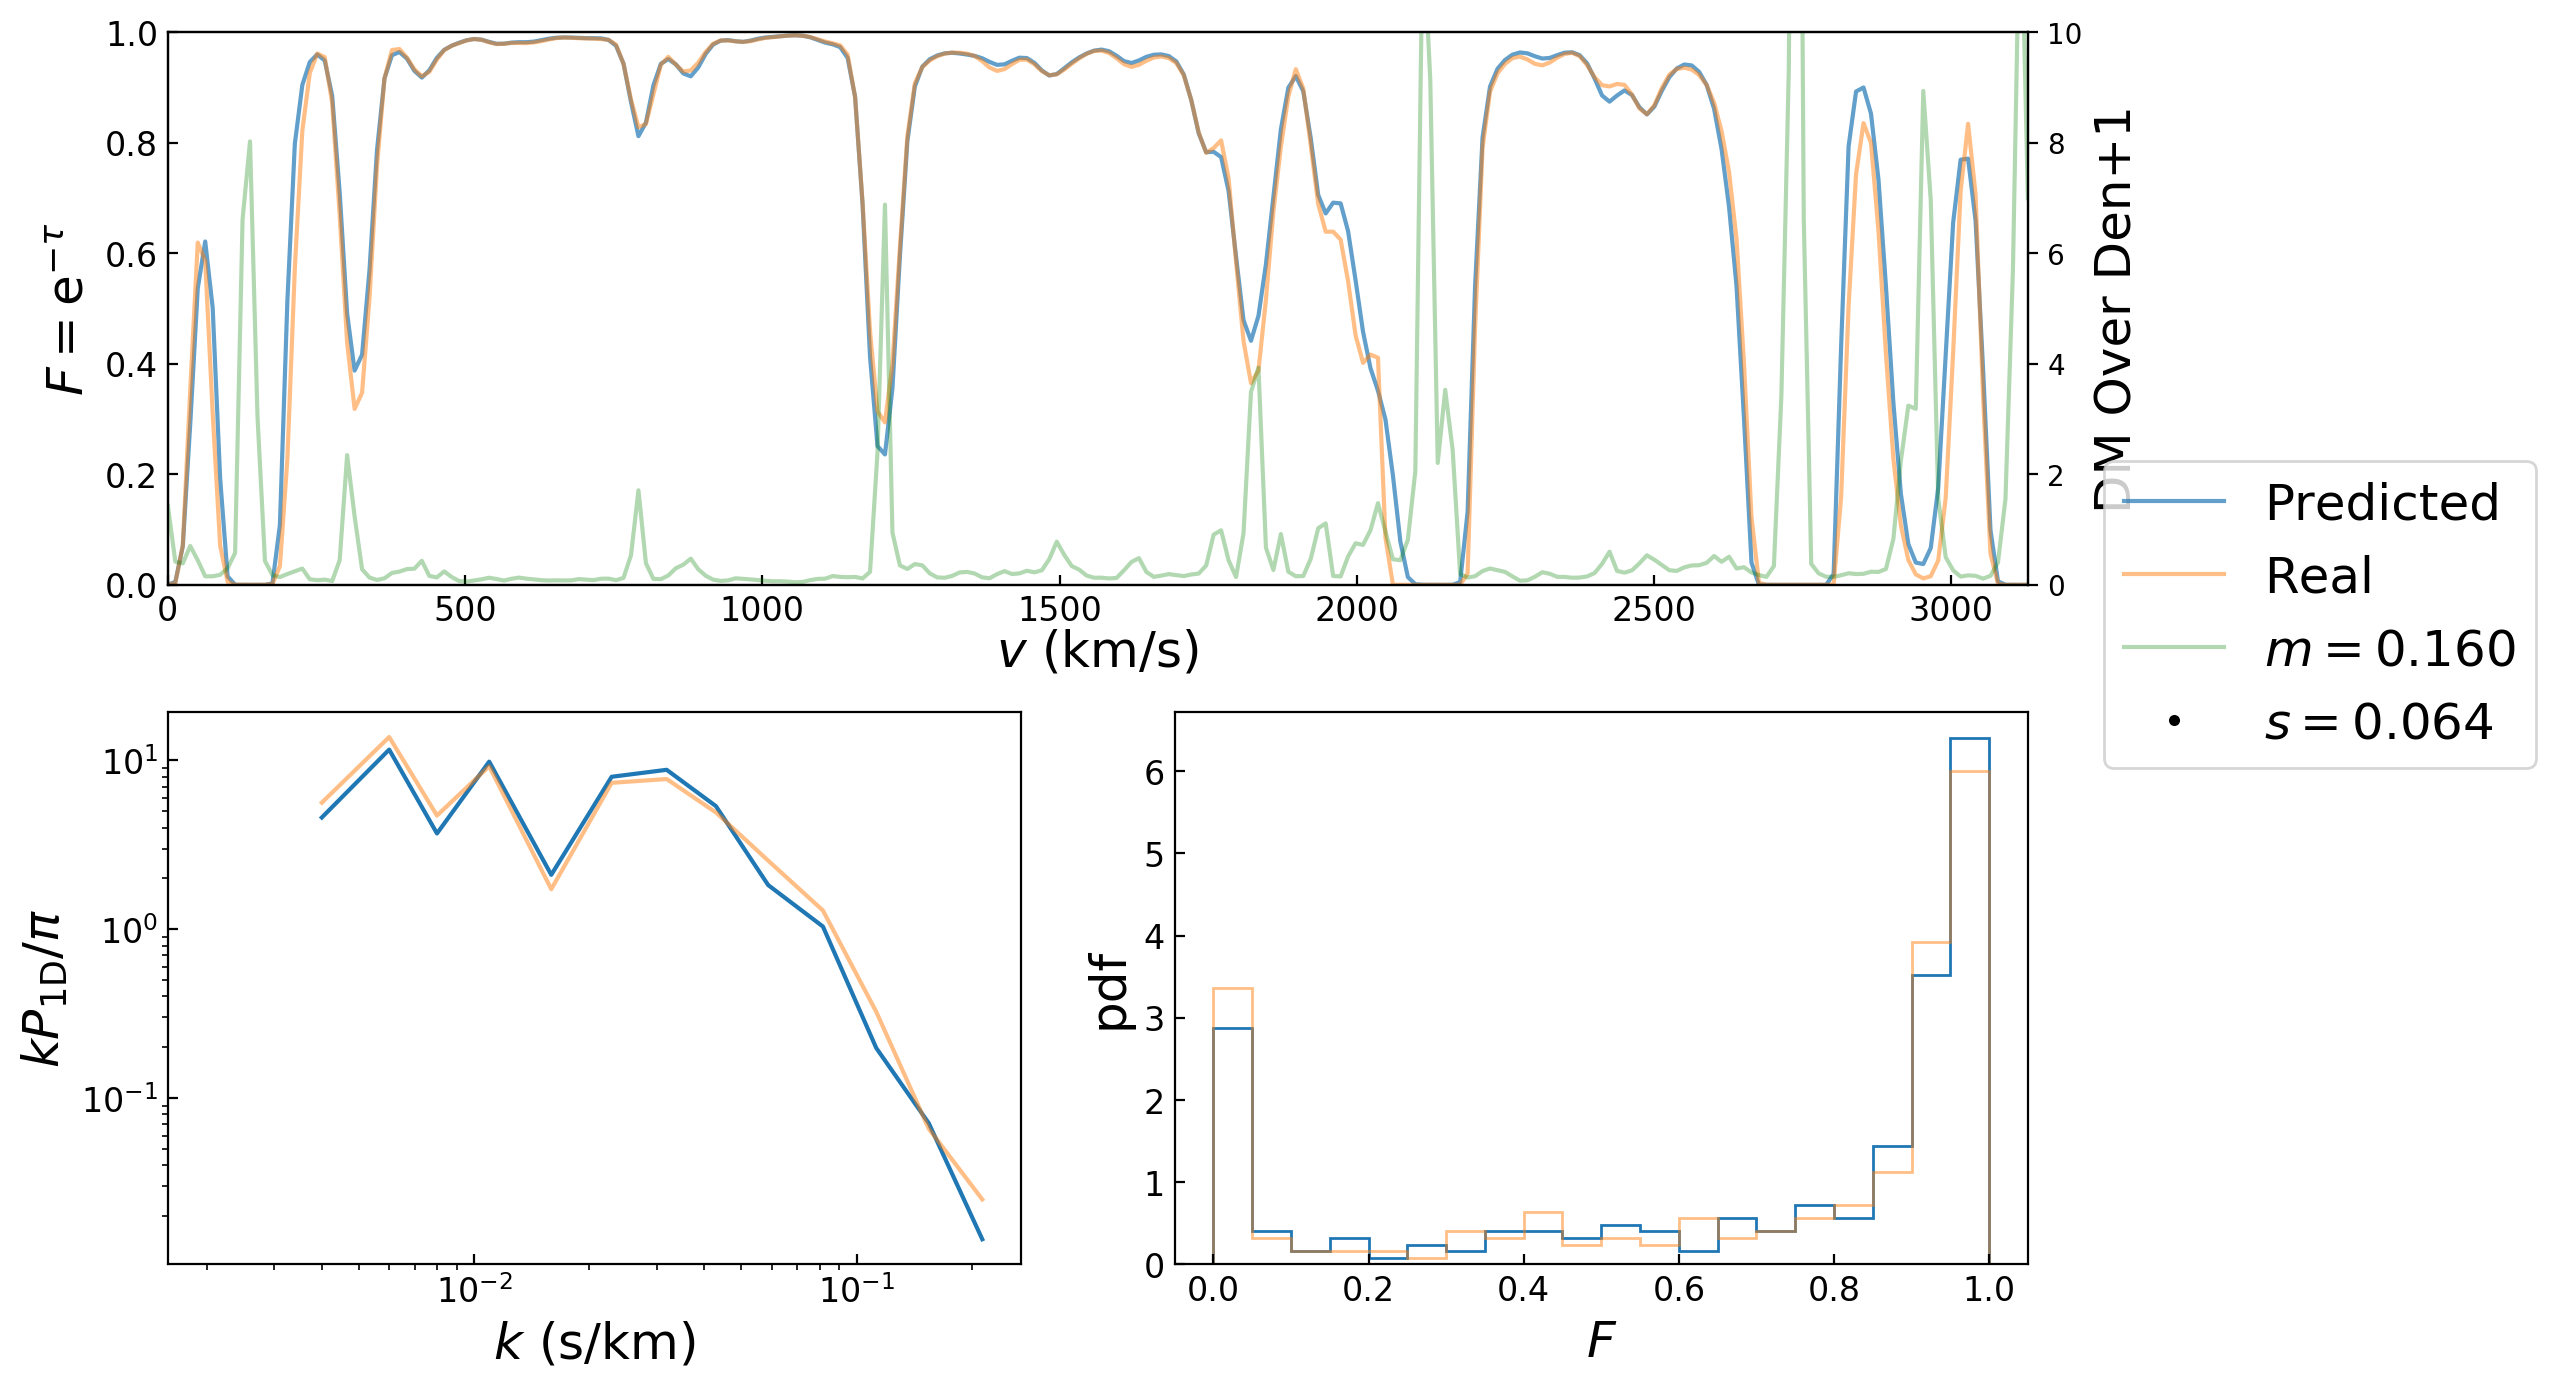 1.0
0.8
0.6
0.4
0.2
0.0
F = e^{-τ}
0 500 1000 1500 2000 2500 3000
v (km/s)
10
8
6
4
2
0
DM Over Den+1
Predicted
Real
m = 0.160
s = 0.064
10^1
10^0
10^{-1}
kP_{1D}/π
10^{-2} 10^{-1}
k (s/km)
6
5
4
3
2
1
0
pdf
0.0 0.2 0.4 0.6 0.8 1.0
F